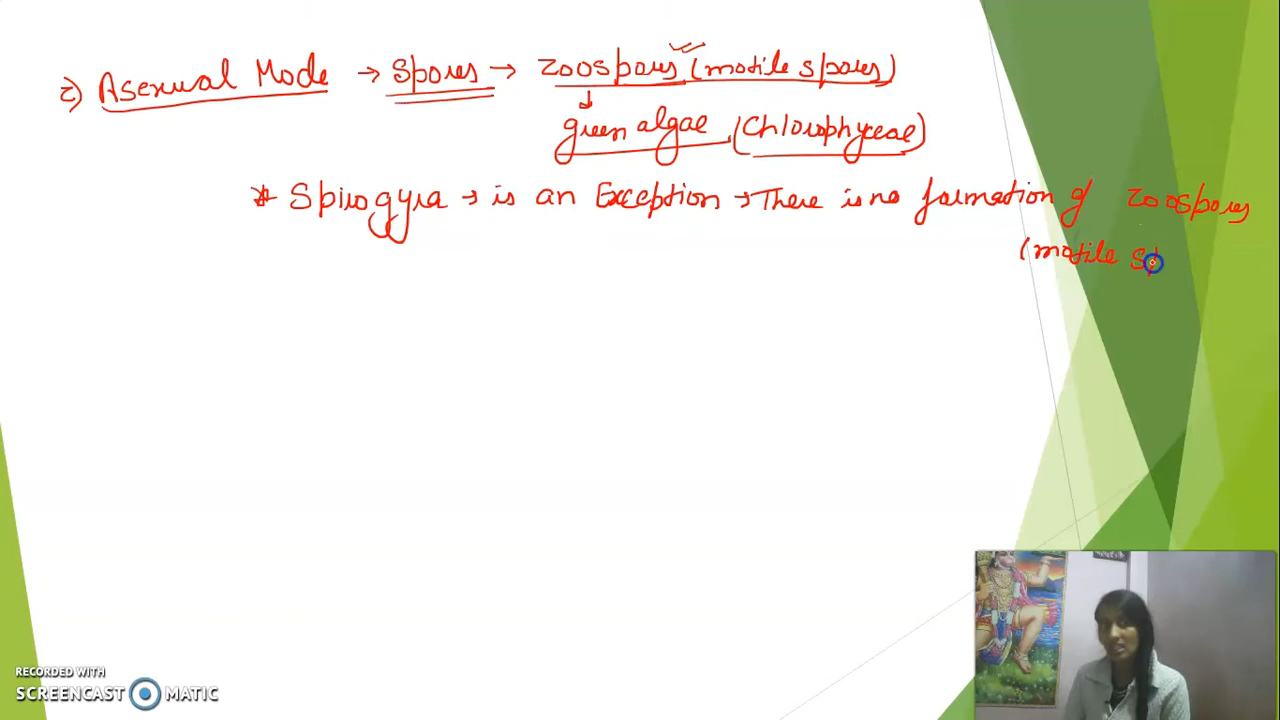 2) Asexual Mode → Spores → zoospores (motile spores)
↓
green algae (Chlorophyceae)
* Spirogyra → is an Exception → There is no formation of zoospores
(motile Sp
RECORDED WITH
SCREENCAST MATIC